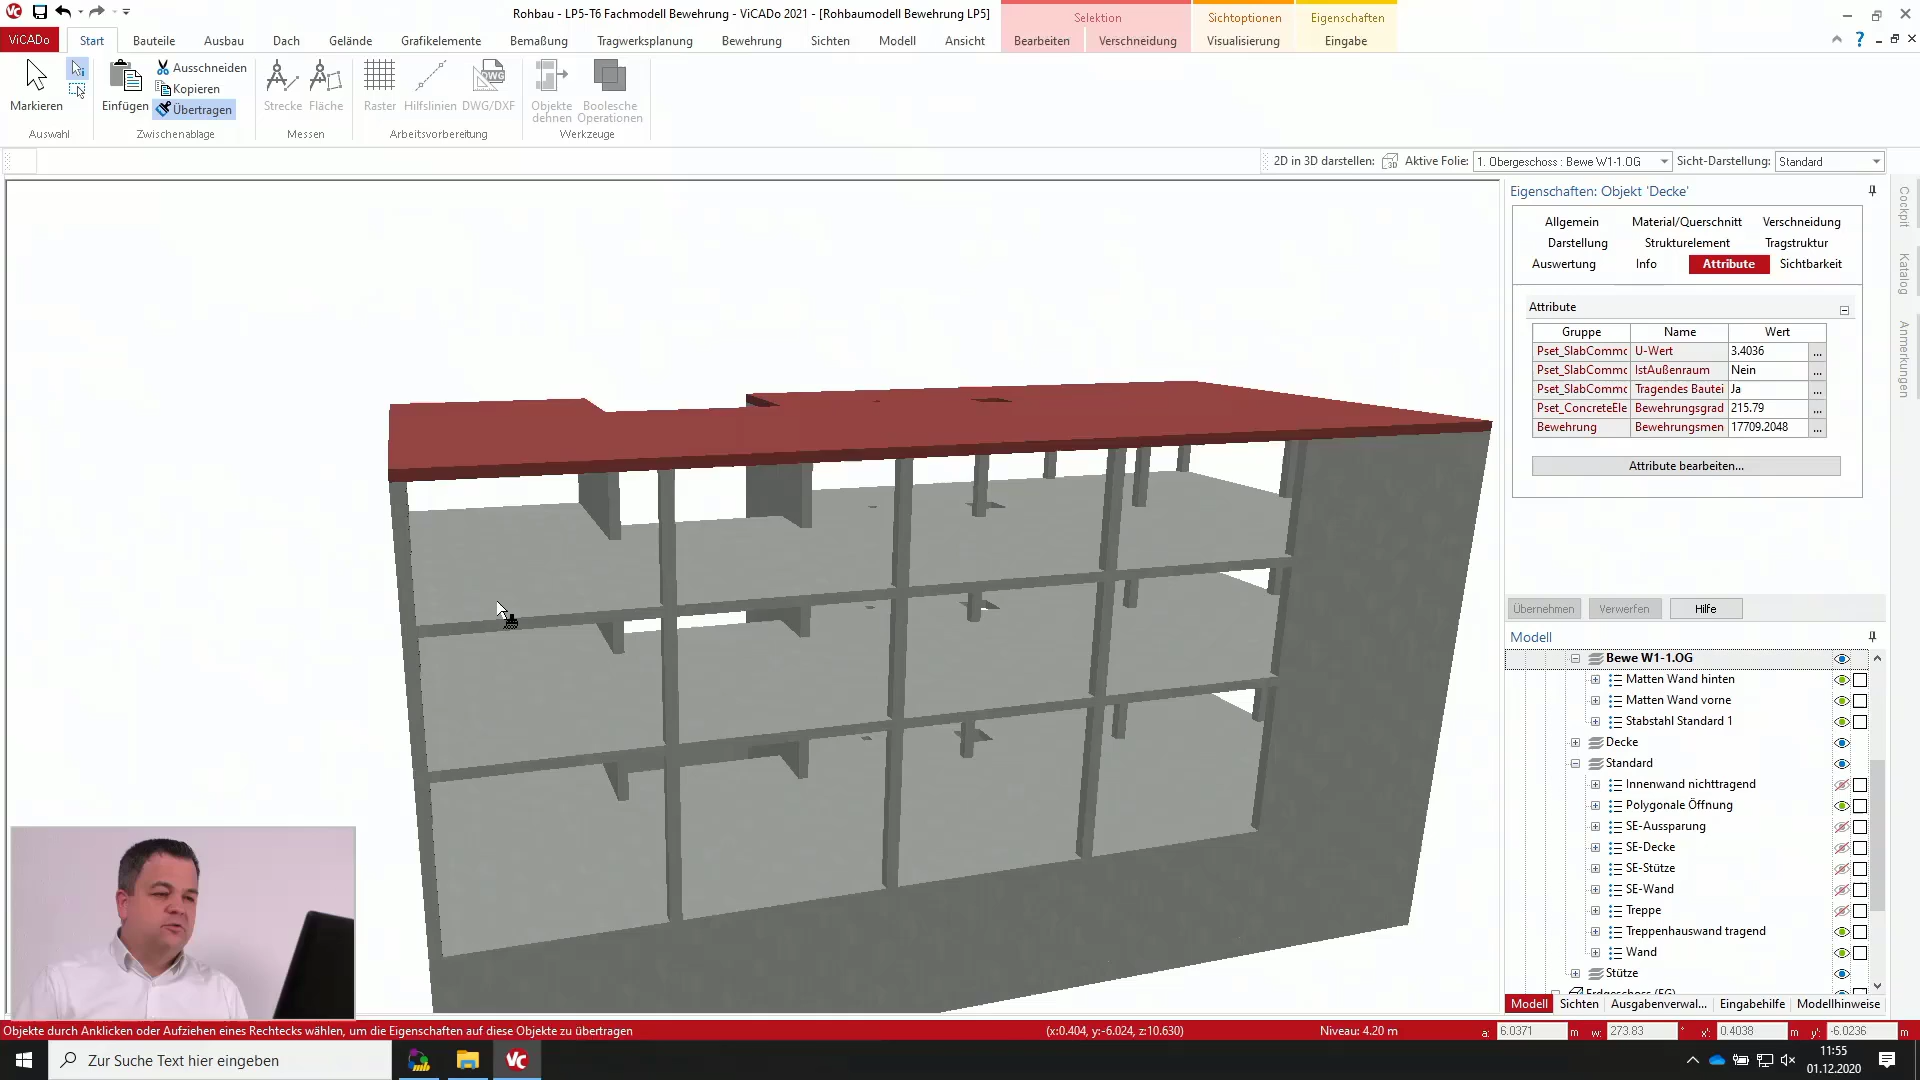 Rohbau - LP5-T6 Fachmodell Bewehrung - ViCADo 2021 - [Rohbaumodell Bewehrung LP5]
Selektion
Sichtoptionen
Eigenschaften
ViCADo
Start
Bauteile
Ausbau
Dach
Gelände
Grafikelemente
Bemaßung
Tragwerksplanung
Bewehrung
Sichten
Modell
Ansicht
Bearbeiten
Verschneidung
Visualisierung
Eingabe
Markieren
Einfügen
Ausschneiden
Kopieren
Übertragen
Strecke
Fläche
Raster
Hilfslinien
DWG/DXF
Objekte dehnen
Boolesche Operationen
Auswahl
Zwischenablage
Messen
Arbeitsvorbereitung
Werkzeuge
2D in 3D darstellen:
Aktive Folie:
1. Obergeschoss : Bewe W1-1.OG
Sicht-Darstellung:
Standard
Eigenschaften: Objekt 'Decke'
Allgemein
Material/Querschnitt
Verschneidung
Darstellung
Strukturelement
Tragstruktur
Auswertung
Info
Attribute
Sichtbarkeit
Attribute
Gruppe Name Wert
Pset_SlabCommc U-Wert 3.4036 ...
Pset_SlabCommc IstAußenraum Nein ...
Pset_SlabCommc Tragendes Bautei Ja ...
Pset_ConcreteEle Bewehrungsgrad 215.79 ...
Bewehrung Bewehrungsmen 17709.2048 ...
Attribute bearbeiten...
Übernehmen
Verwerfen
Hilfe
Modell
Bewe W1-1.OG
Matten Wand hinten
Matten Wand vorne
Stabstahl Standard 1
Decke
Standard
Innenwand nichttragend
Polygonale Öffnung
SE-Aussparung
SE-Decke
SE-Stütze
SE-Wand
Treppe
Treppenhauswand tragend
Wand
Stütze
Erdgeschoss (EG)
Modell
Sichten
Ausgabenverwal...
Eingabehilfe
Modellhinweise
Cockpit
Katalog
Anmerkungen
Objekte durch Anklicken oder Aufziehen eines Rechtecks wählen, um die Eigenschaften auf diese Objekte zu übertragen
(x:0.404, y:-6.024, z:10.630)
Niveau: 4.20 m
a: 6.0371 m w: 273.83 ° x': 0.4038 m y': -6.0236 m
Zur Suche Text hier eingeben
11:55
01.12.2020